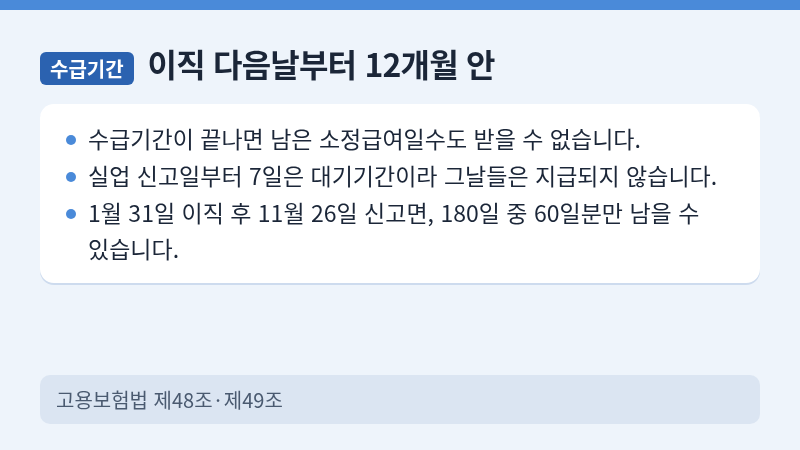 수급기간 이직 다음날부터 12개월 안
수급기간이 끝나면 남은 소정급여일수도 받을 수 없습니다.
실업 신고일부터 7일은 대기기간이라 그날들은 지급되지 않습니다.
1월 31일 이직 후 11월 26일 신고면, 180일 중 60일분만 남을 수
있습니다.
고용보험법 제48조·제49조